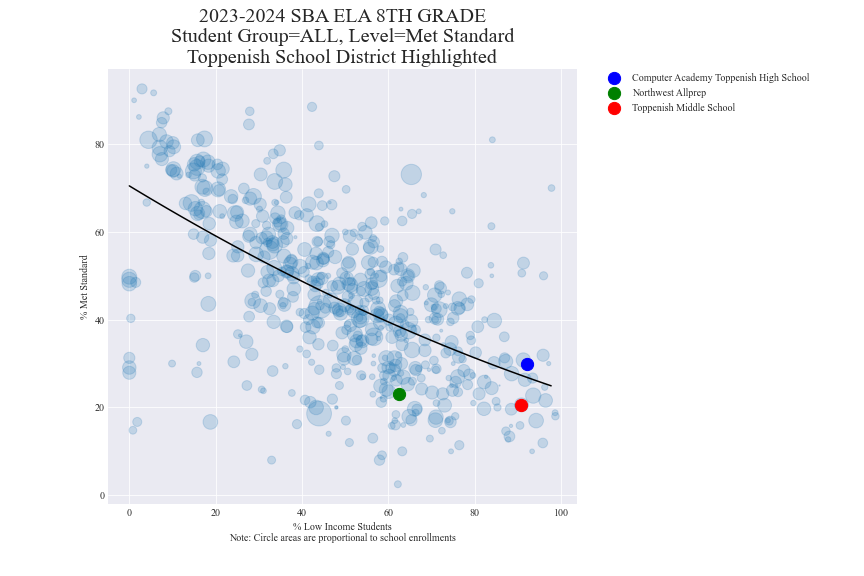 2023-2024 SBA ELA 8TH GRADE
Student Group=ALL, Level=Met Standard
Toppenish School District Highlighted
Computer Academy Toppenish High School
Northwest Allprep
Toppenish Middle School
% Met Standard
80
60
40
20
0
0 20 40 60 80 100
% Low Income Students
Note: Circle areas are proportional to school enrollments